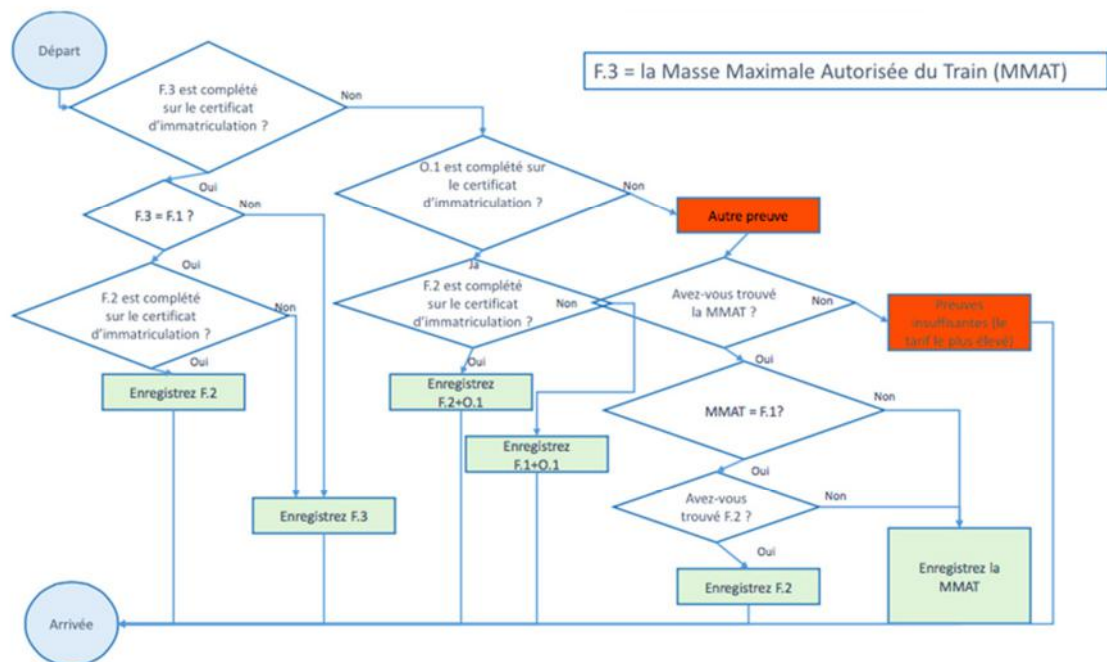 Départ
F.3 = la Masse Maximale Autorisée du Train (MMAT)
F.3 est complété
sur le certificat
d'immatriculation ?
Non
Oui
O.1 est complété sur
le certificat
d'immatriculation ?
Non
Autre preuve
F.3 = F.1 ?
Non
Oui
Ja
F.2 est complété
sur le certificat
d'immatriculation ?
Non
Oui
F.2 est complété
sur le certificat
d'immatriculation ?
Non
Oui
Avez-vous trouvé
la MMAT ?
Non
Oui
Preuves
insuffisantes (le
tarif le plus élevé)
Enregistrez F.2
Enregistrez
F.2+O.1
Enregistrez
F.1+O.1
MMAT = F.1?
Non
Oui
Enregistrez F.3
Avez-vous
trouvé F.2 ?
Non
Oui
Enregistrez F.2
Enregistrez la
MMAT
Arrivée